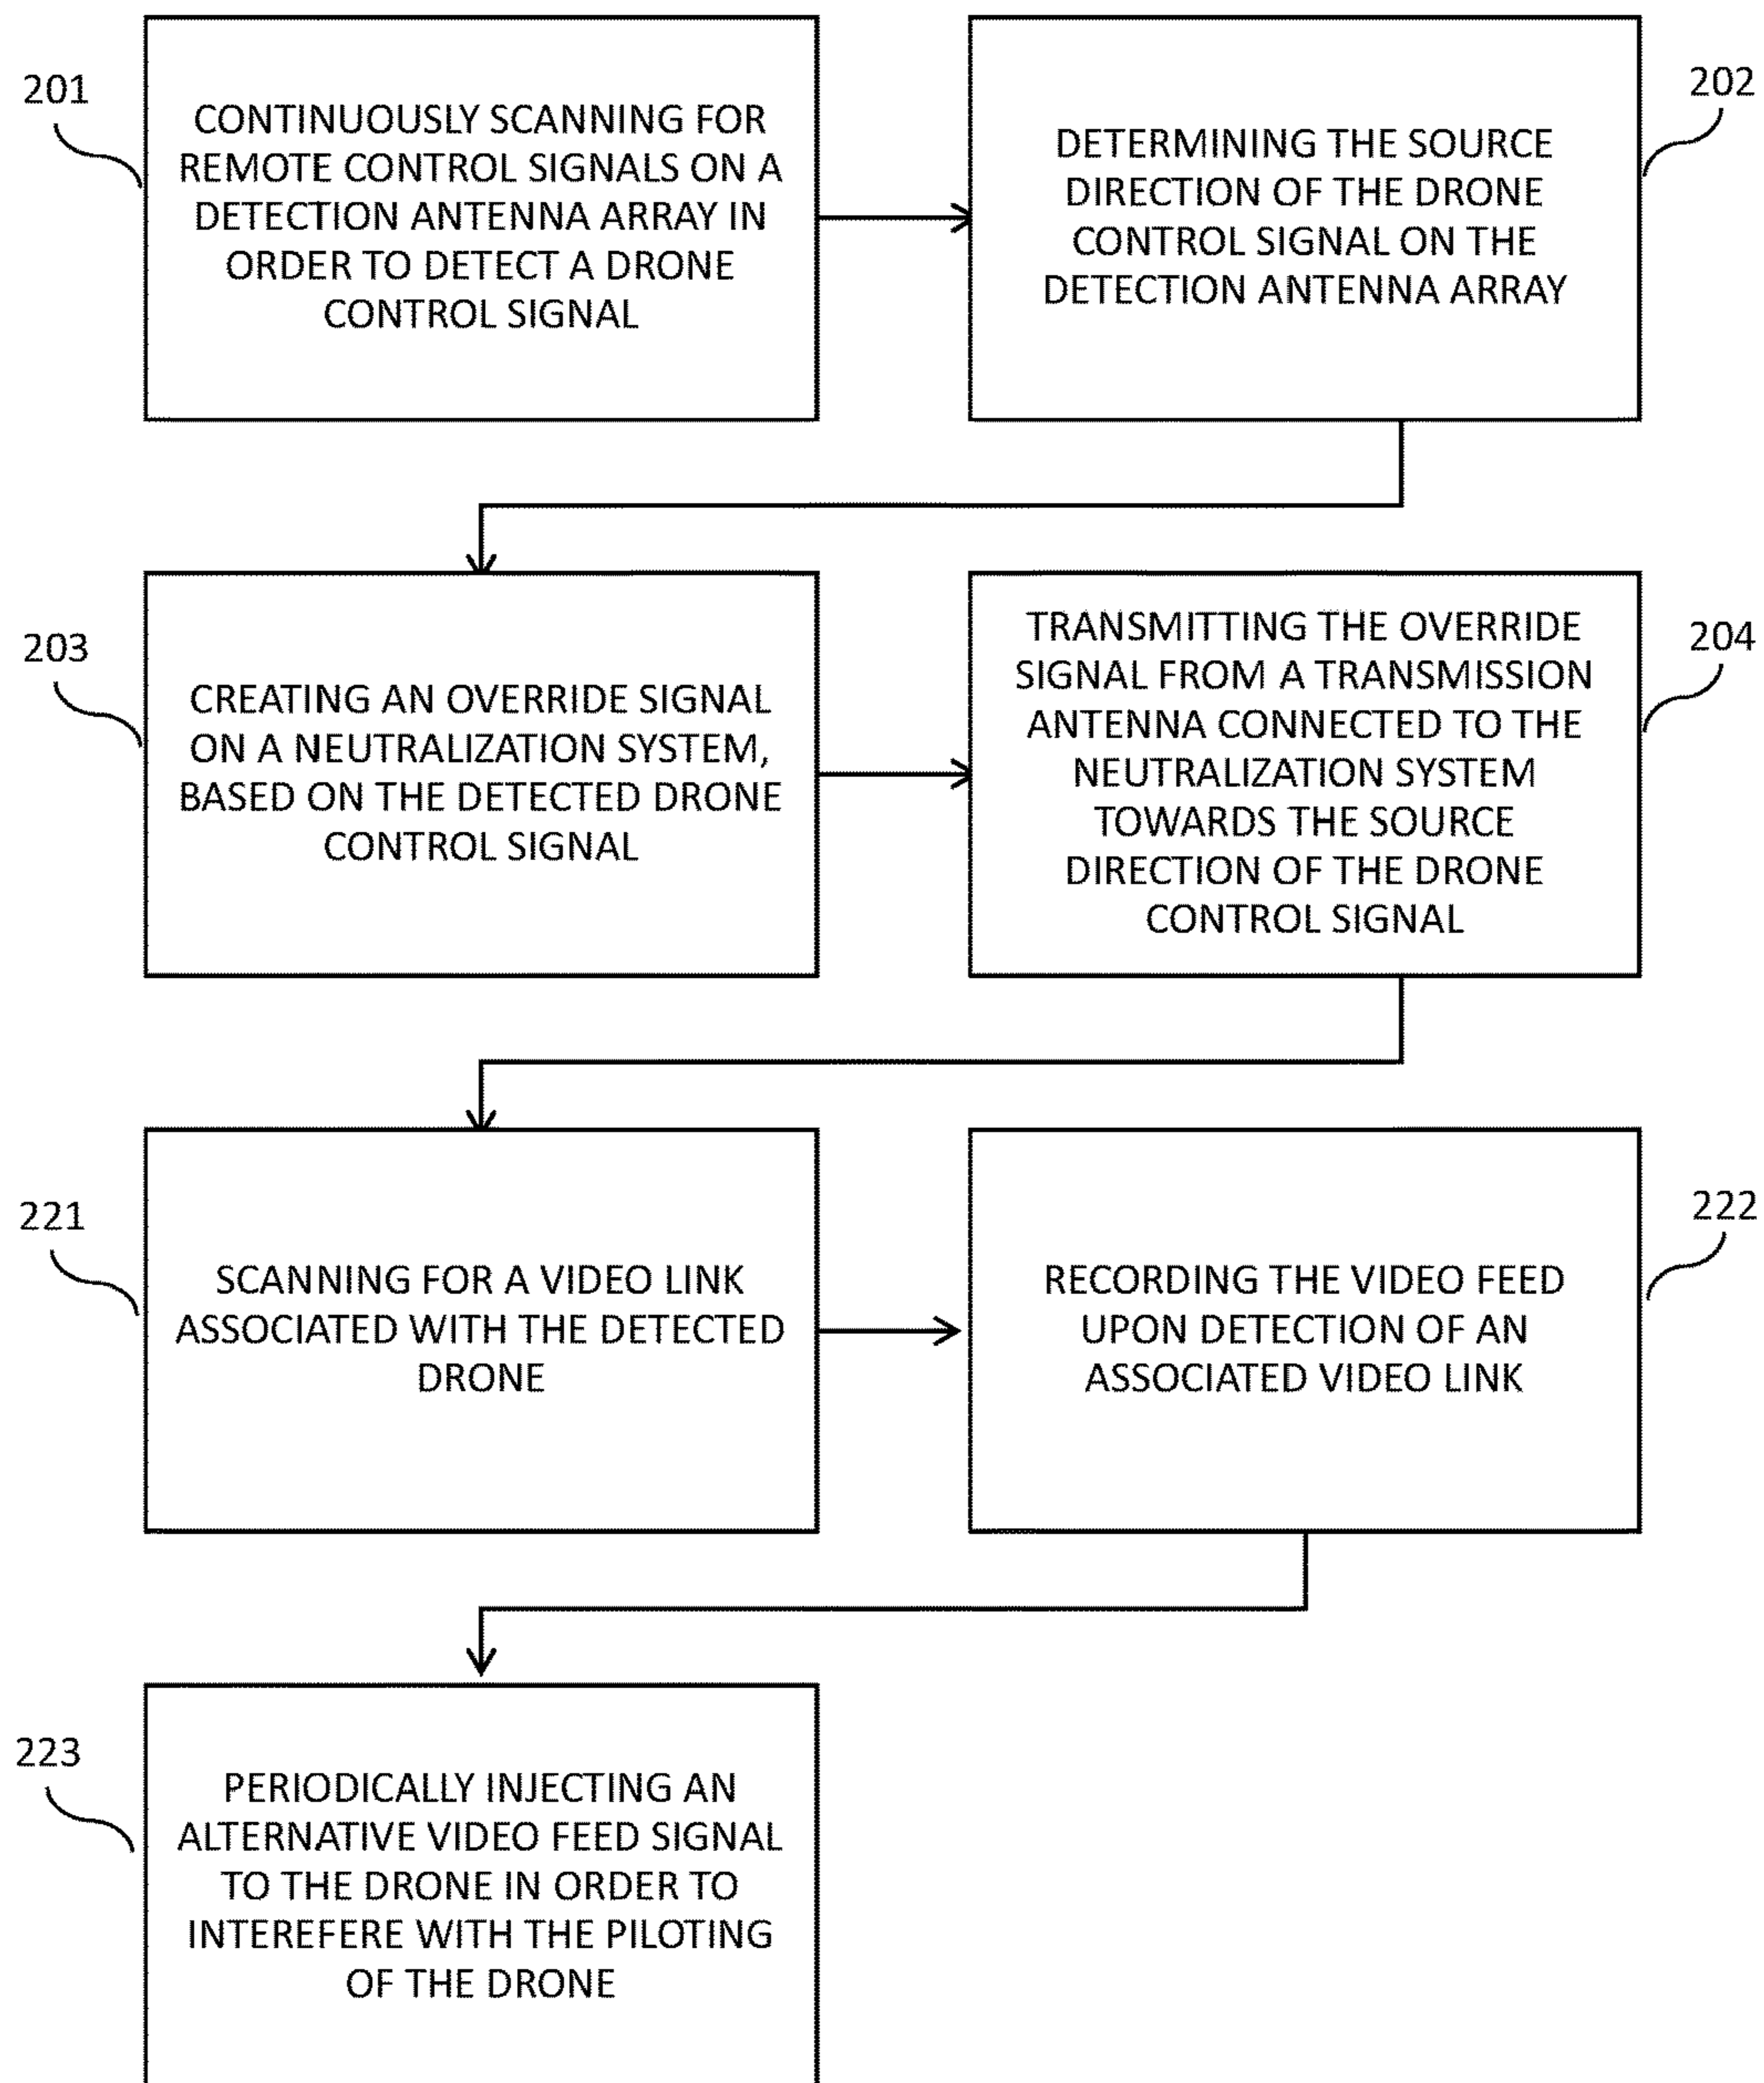 201
CONTINUOUSLY SCANNING FOR
REMOTE CONTROL SIGNALS ON A
DETECTION ANTENNA ARRAY IN
ORDER TO DETECT A DRONE
CONTROL SIGNAL
202
DETERMINING THE SOURCE
DIRECTION OF THE DRONE
CONTROL SIGNAL ON THE
DETECTION ANTENNA ARRAY
203
CREATING AN OVERRIDE SIGNAL
ON A NEUTRALIZATION SYSTEM,
BASED ON THE DETECTED DRONE
CONTROL SIGNAL
204
TRANSMITTING THE OVERRIDE
SIGNAL FROM A TRANSMISSION
ANTENNA CONNECTED TO THE
NEUTRALIZATION SYSTEM
TOWARDS THE SOURCE
DIRECTION OF THE DRONE
CONTROL SIGNAL
221
SCANNING FOR A VIDEO LINK
ASSOCIATED WITH THE DETECTED
DRONE
222
RECORDING THE VIDEO FEED
UPON DETECTION OF AN
ASSOCIATED VIDEO LINK
223
PERIODICALLY INJECTING AN
ALTERNATIVE VIDEO FEED SIGNAL
TO THE DRONE IN ORDER TO
INTEREFERE WITH THE PILOTING
OF THE DRONE